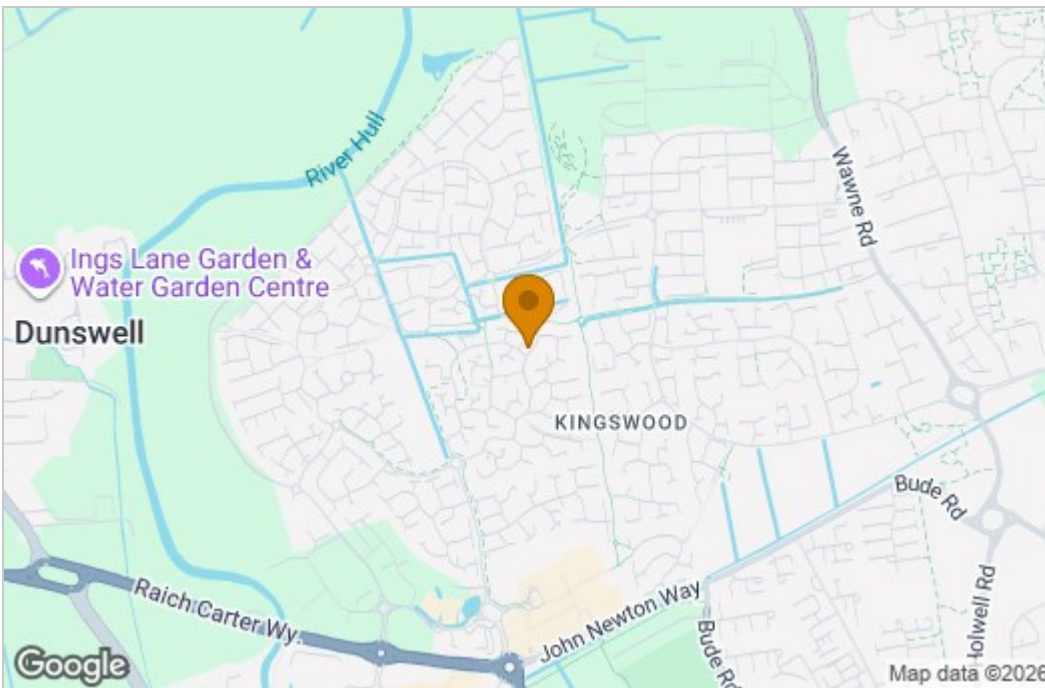 River Hull
Wawne Rd
Ings Lane Garden &
Water Garden Centre
Dunswell
KINGSWOOD
Bude Rd
Raich Carter Wy.
John Newton Way
Bude Rd
Holwell Rd
Google
Map data ©2026